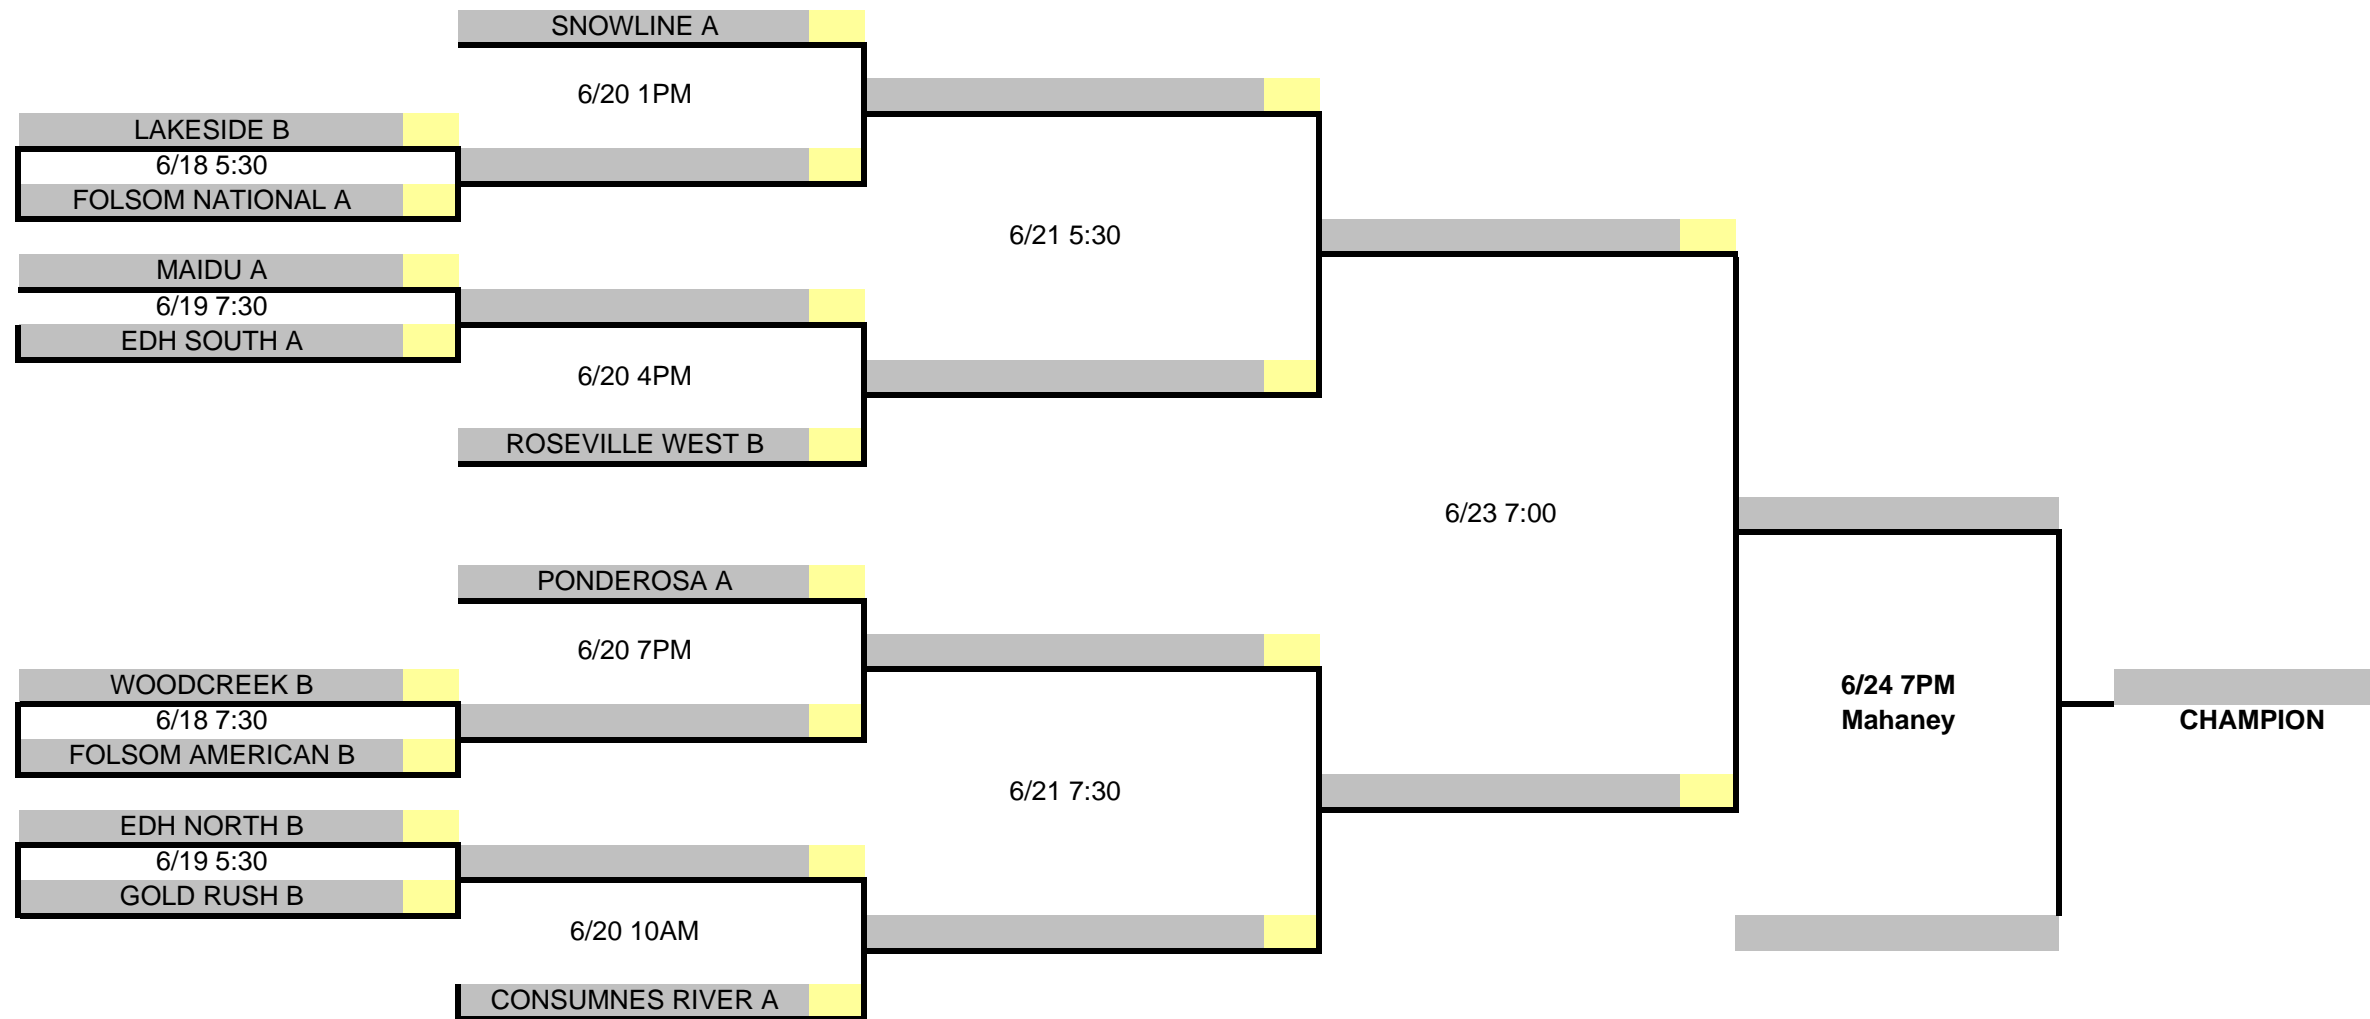 SNOWLINE A
6/20 1PM
LAKESIDE B
6/18 5:30
FOLSOM NATIONAL A
6/21 5:30
MAIDU A
6/19 7:30
EDH SOUTH A
6/20 4PM
ROSEVILLE WEST B
6/23 7:00
PONDEROSA A
6/20 7PM
WOODCREEK B
6/18 7:30
FOLSOM AMERICAN B
6/24 7PM
Mahaney
CHAMPION
6/21 7:30
EDH NORTH B
6/19 5:30
GOLD RUSH B
6/20 10AM
CONSUMNES RIVER A